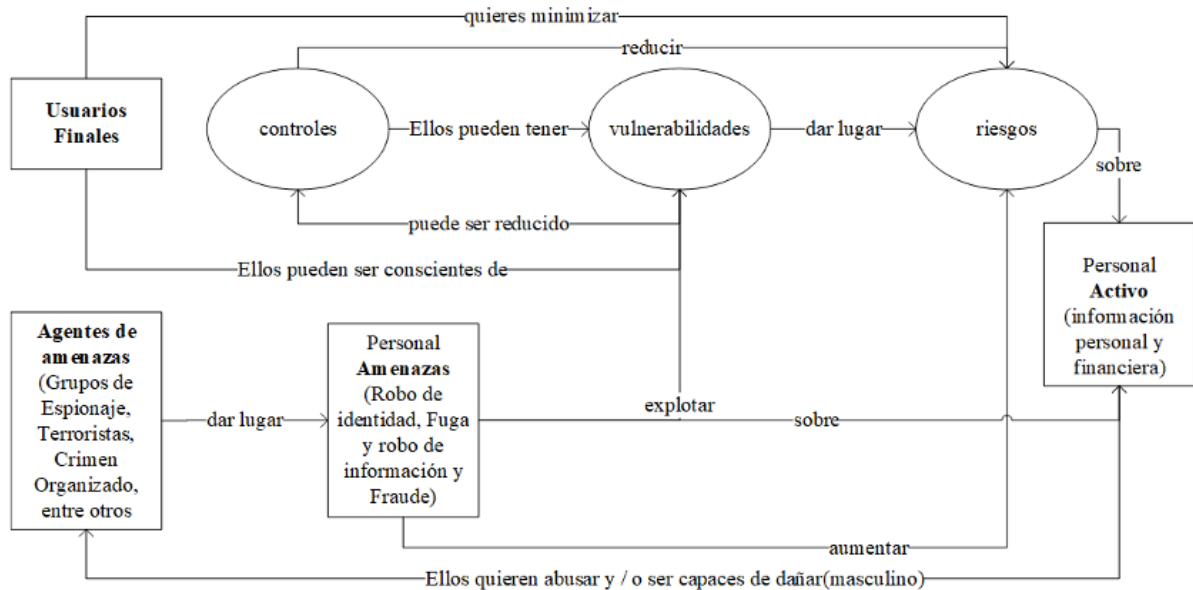 quieres minimizar
reducir
Usuarios
Finales
controles
Ellos pueden tener
vulnerabilidades
dar lugar
riesgos
sobre
puede ser reducido
Ellos pueden ser conscientes de
Personal
Activo
(información
personal y
financiera)
Agentes de
amenazas
(Grupos de
Espionaje,
Terroristas,
Crimen
Organizado,
entre otros
dar lugar
Personal
Amenazas
(Robo de
identidad, Fuga
y robo de
información y
Fraude)
explotar
sobre
aumentar
Ellos quieren abusar y / o ser capaces de dañar(masculino)